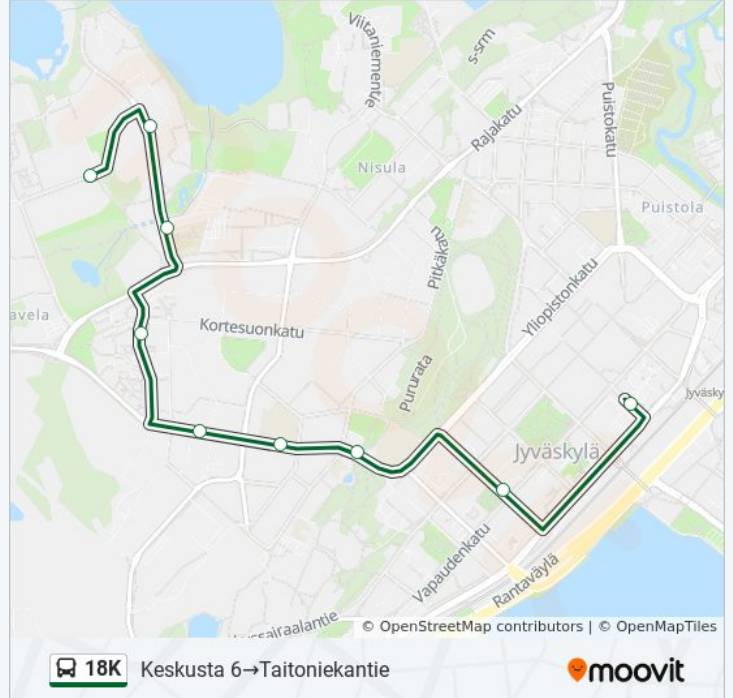 Viitaniementie
s-srm
Rajakatu
Puistokatu
Nisula
Puistola
Pitkäkatu
Yliopistonkatu
avela
Kortesuonkatu
Pururata
Jyväsky
Jyväskylä
Vapaudenkatu
Rantaväylä
ssairaalantie
© OpenStreetMap contributors | © OpenMapTiles
18K Keskusta 6→Taitoniekantie
moovit